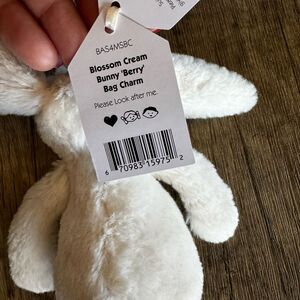 BAS4MSBC
Blossom Cream
Bunny 'Berry'
Bag Charm
Please look after me.
6 70983 15975 2